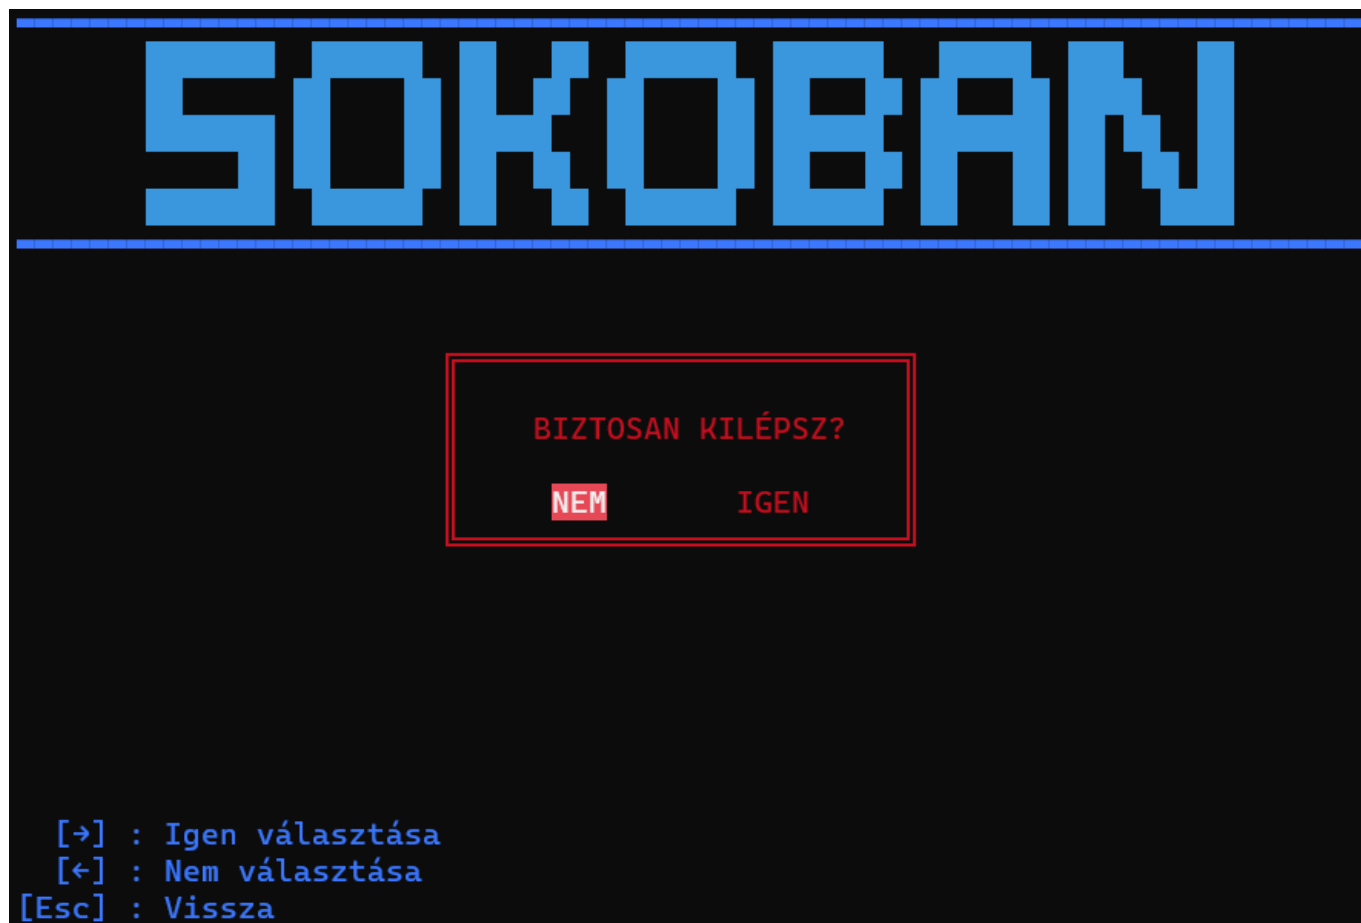 SOKOBAN
BIZTOSAN KILÉPSZ?
NEM IGEN
[→] : Igen választása
[←] : Nem választása
[Esc] : Vissza